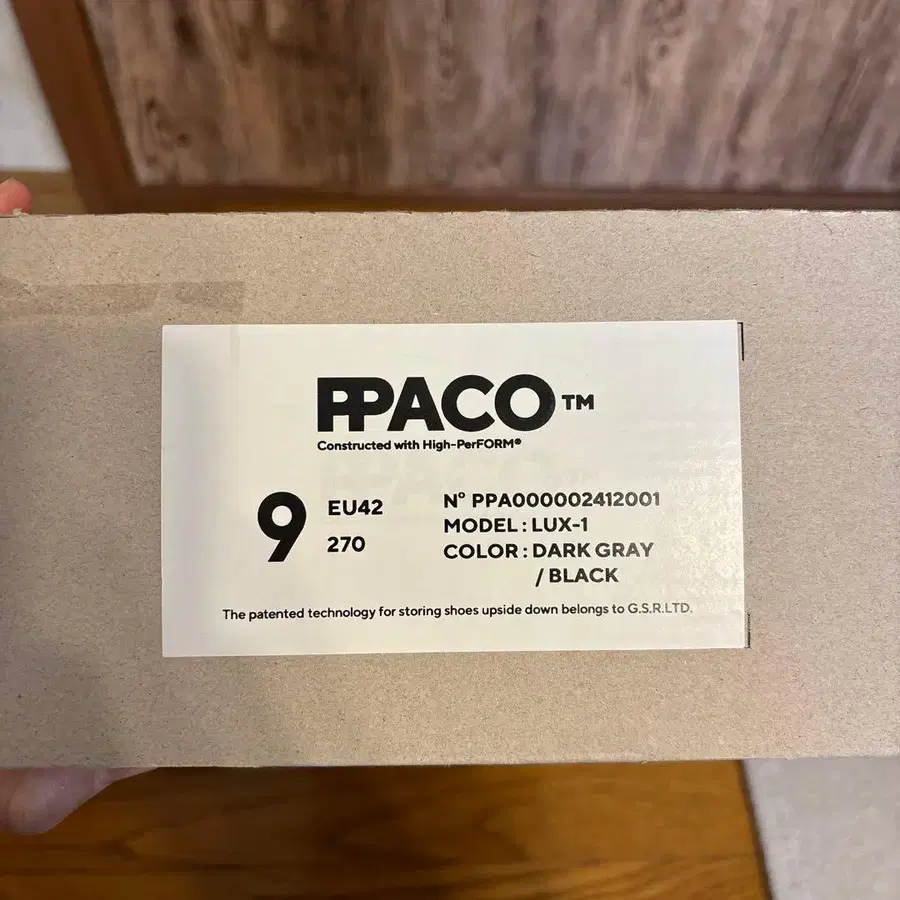 PPACO™
Constructed with High-PerFORM®
9
EU42
270
N° PPA000002412001
MODEL : LUX-1
COLOR : DARK GRAY
/ BLACK
The patented technology for storing shoes upside down belongs to G.S.R.LTD.